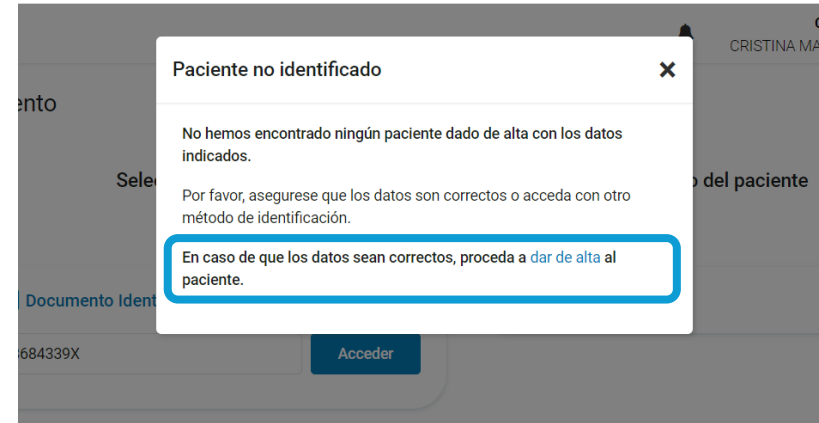 CRISTINA MA
Paciente no identificado
ento
No hemos encontrado ningún paciente dado de alta con los datos
indicados.
Sele
o del paciente
Por favor, asegurese que los datos son correctos o acceda con otro
método de identificación.
En caso de que los datos sean correctos, proceda a dar de alta al
paciente.
Documento Ident
684339X
Acceder